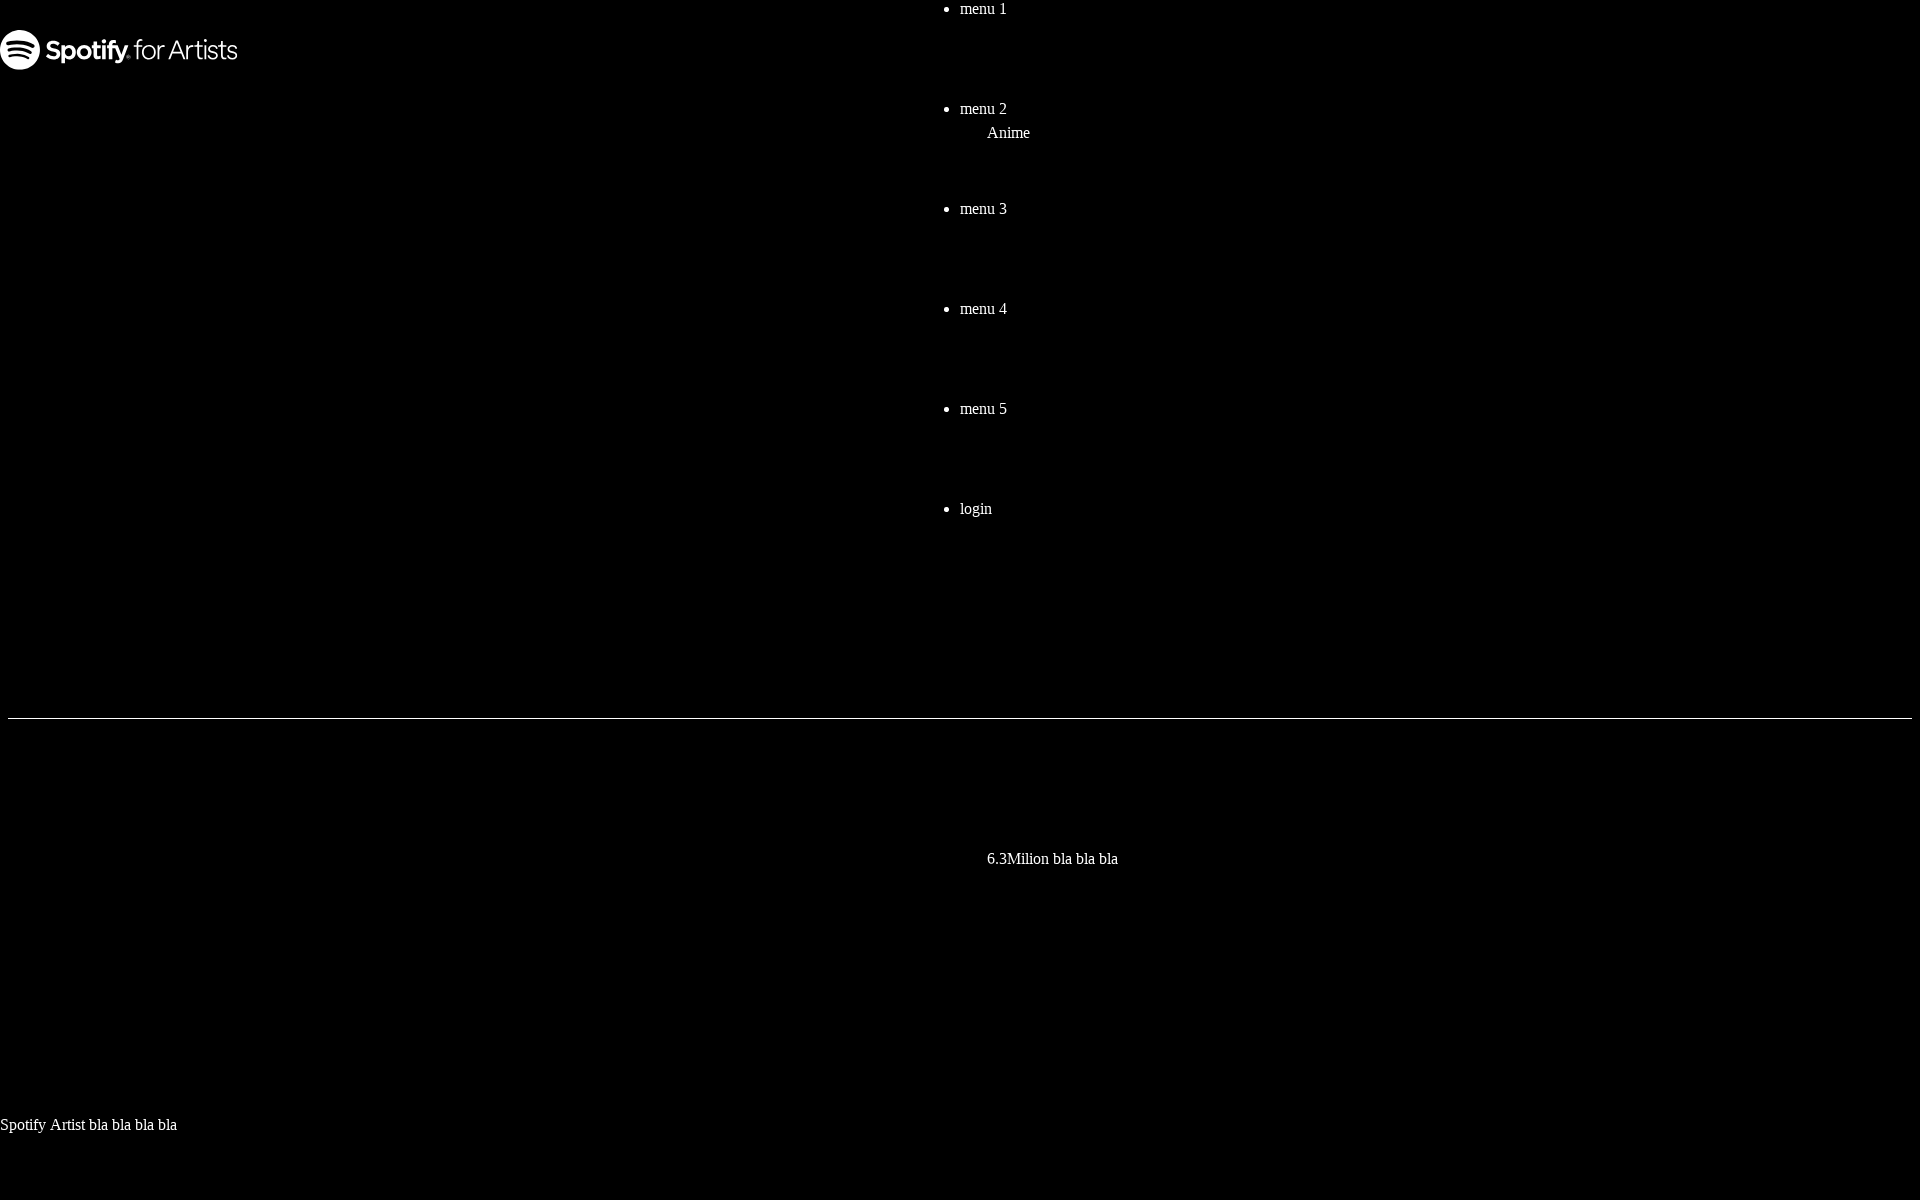 menu 1
Spotify for Artists
menu 2
Anime
menu 3
menu 4
menu 5
login
6.3Milion bla bla bla
Spotify Artist bla bla bla bla